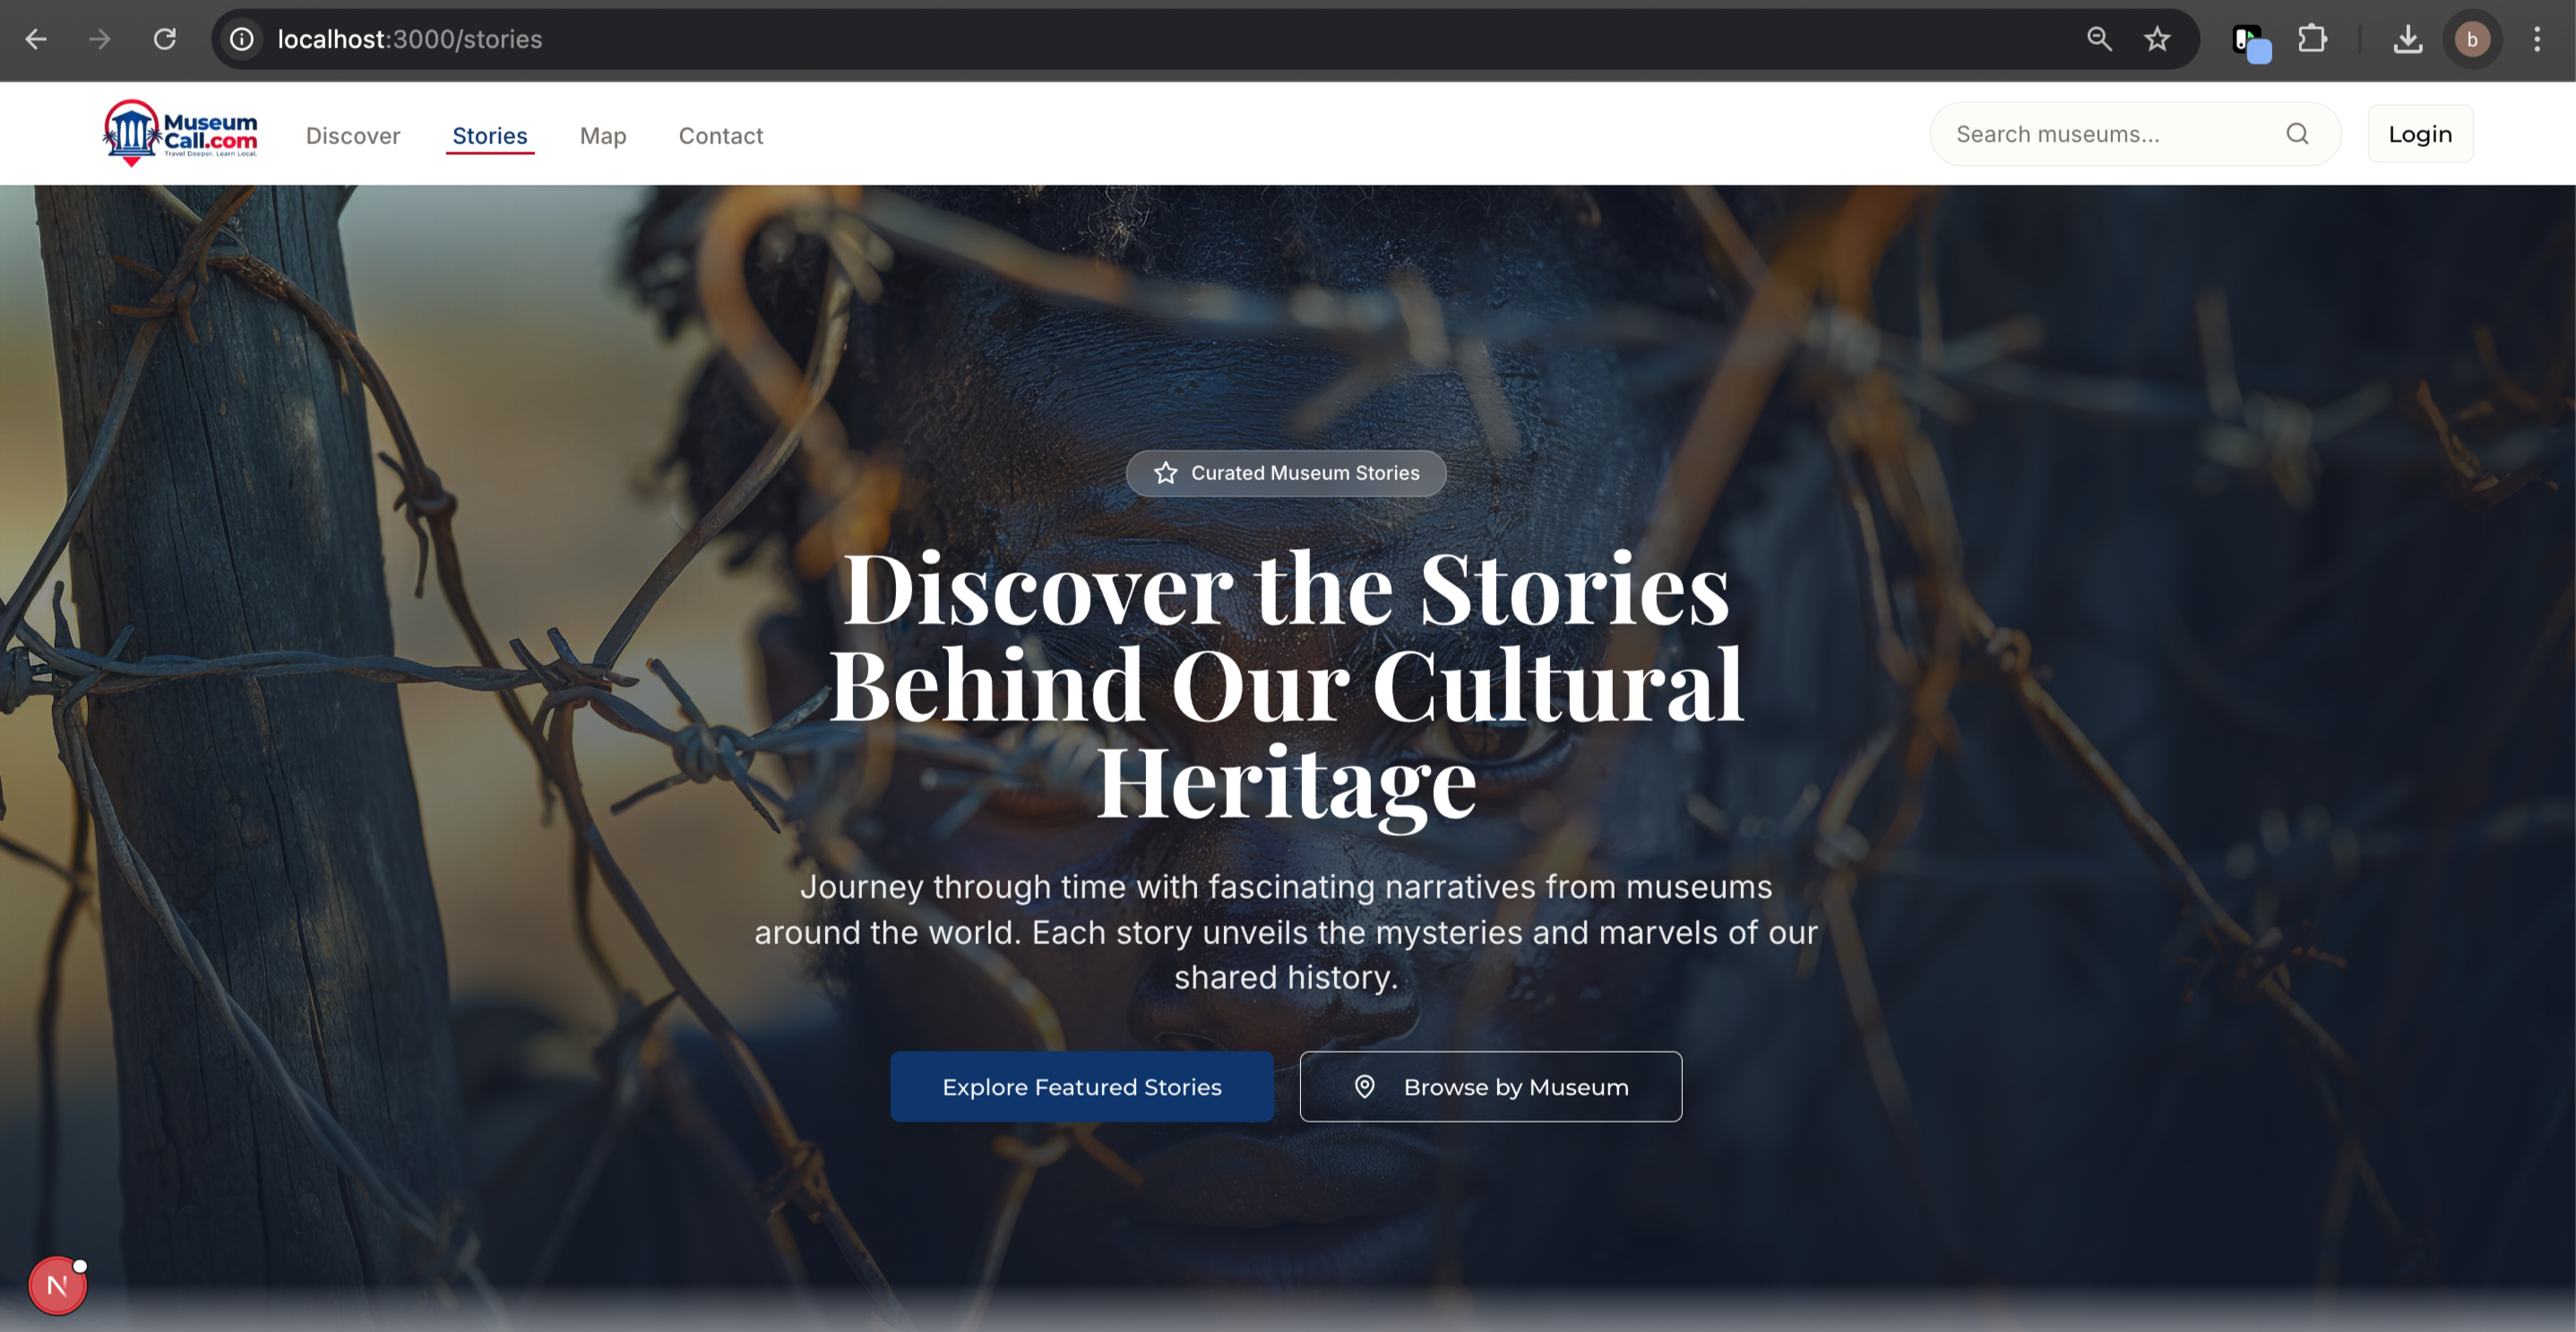 localhost:3000/stories
b
Museum
Call.com
Travel Deeper. Learn Local.
Discover
Stories
Map
Contact
Search museums...
Login
Curated Museum Stories
Discover the Stories
Behind Our Cultural
Heritage
Journey through time with fascinating narratives from museums
around the world. Each story unveils the mysteries and marvels of our
shared history.
Explore Featured Stories
Browse by Museum
N